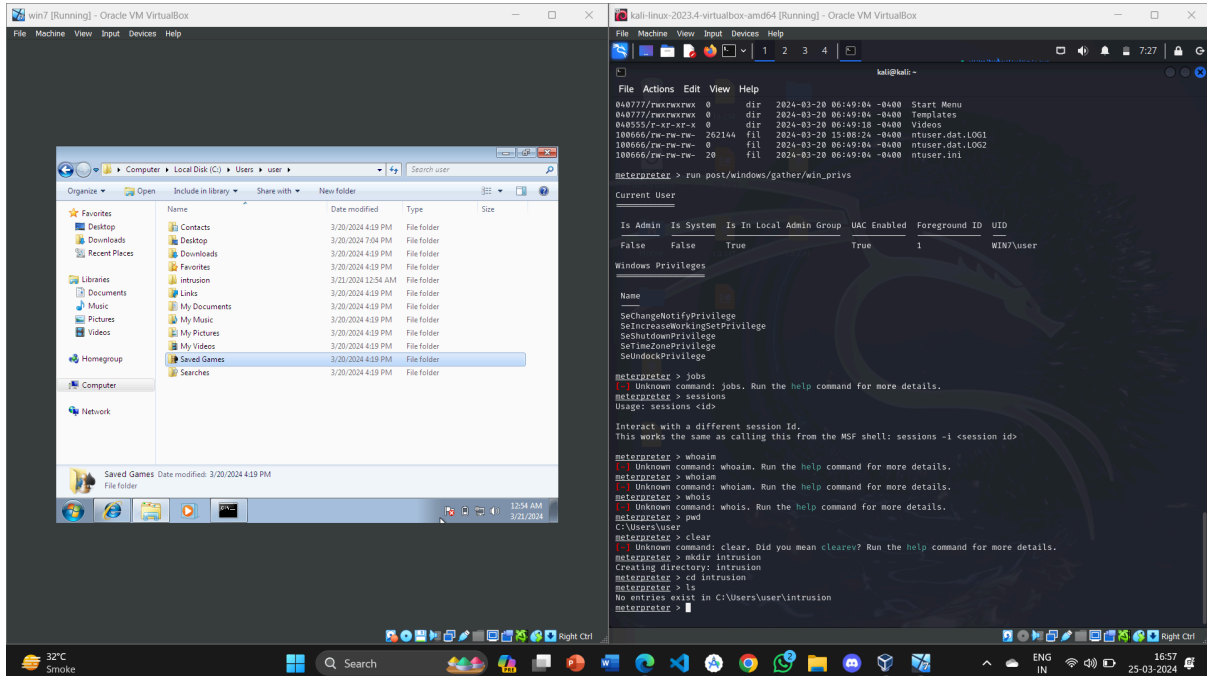 win7 [Running] - Oracle VM VirtualBox
File Machine View Input Devices Help
Computer Local Disk (C:) Users user
Search user
Organize Open Include in library Share with New folder
Favorites
Desktop
Downloads
Recent Places
Libraries
Documents
Music
Pictures
Videos
Homegroup
Computer
Network
Name Date modified Type Size
Contacts 3/20/2024 4:19 PM File folder
Desktop 3/20/2024 7:04 PM File folder
Downloads 3/20/2024 4:19 PM File folder
Favorites 3/20/2024 4:19 PM File folder
intrusion 3/21/2024 12:54 AM File folder
Links 3/20/2024 4:19 PM File folder
My Documents 3/20/2024 4:19 PM File folder
My Music 3/20/2024 4:19 PM File folder
My Pictures 3/20/2024 4:19 PM File folder
My Videos 3/20/2024 4:19 PM File folder
Saved Games 3/20/2024 4:19 PM File folder
Searches 3/20/2024 4:19 PM File folder
Saved Games Date modified: 3/20/2024 4:19 PM
File folder
12:54 AM
3/21/2024
Right Ctrl
kali-linux-2023.4-virtualbox-amd64 [Running] - Oracle VM VirtualBox
File Machine View Input Devices Help
1 2 3 4
7:27
kali@kali: ~
File Actions Edit View Help
040777/rwxrwxrwx 0 dir 2024-03-20 06:49:04 -0400 Start Menu
040777/rwxrwxrwx 0 dir 2024-03-20 06:49:04 -0400 Templates
040555/r-xr-xr-x 0 dir 2024-03-20 06:49:18 -0400 Videos
100666/rw-rw-rw- 262144 fil 2024-03-20 15:08:24 -0400 ntuser.dat.LOG1
100666/rw-rw-rw- 0 fil 2024-03-20 06:49:04 -0400 ntuser.dat.LOG2
100666/rw-rw-rw- 20 fil 2024-03-20 06:49:04 -0400 ntuser.ini
meterpreter > run post/windows/gather/win_privs
Current User
Is Admin Is System Is In Local Admin Group UAC Enabled Foreground ID UID
False False True True 1 WIN7\user
Windows Privileges
Name
SeChangeNotifyPrivilege
SeIncreaseWorkingSetPrivilege
SeShutdownPrivilege
SeTimeZonePrivilege
SeUndockPrivilege
meterpreter > jobs
[-] Unknown command: jobs. Run the help command for more details.
meterpreter > sessions
Usage: sessions <id>
Interact with a different session Id.
This works the same as calling this from the MSF shell: sessions -i <session id>
meterpreter > whoaim
[-] Unknown command: whoaim. Run the help command for more details.
meterpreter > whoiam
[-] Unknown command: whoiam. Run the help command for more details.
meterpreter > whois
[-] Unknown command: whois. Run the help command for more details.
meterpreter > pwd
C:\Users\user
meterpreter > clear
[-] Unknown command: clear. Did you mean clearev? Run the help command for more details.
meterpreter > mkdir intrusion
Creating directory: intrusion
meterpreter > cd intrusion
meterpreter > ls
No entries exist in C:\Users\user\intrusion
meterpreter >
Right Ctrl
32°C
Smoke
Search
PRE
2
ENG
IN
16:57
25-03-2024